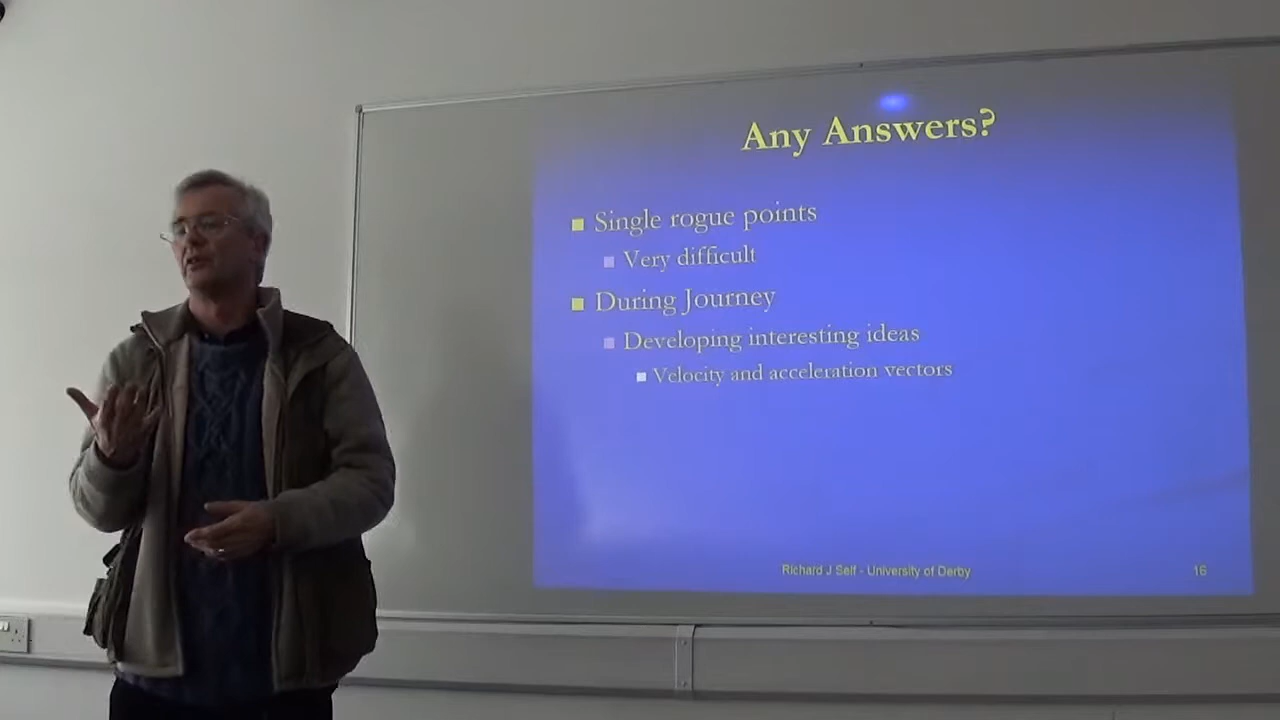 Any Answers?
Single rogue points
Very difficult
During Journey
Developing interesting ideas
Velocity and acceleration vectors
Richard J Self - University of Derby
16